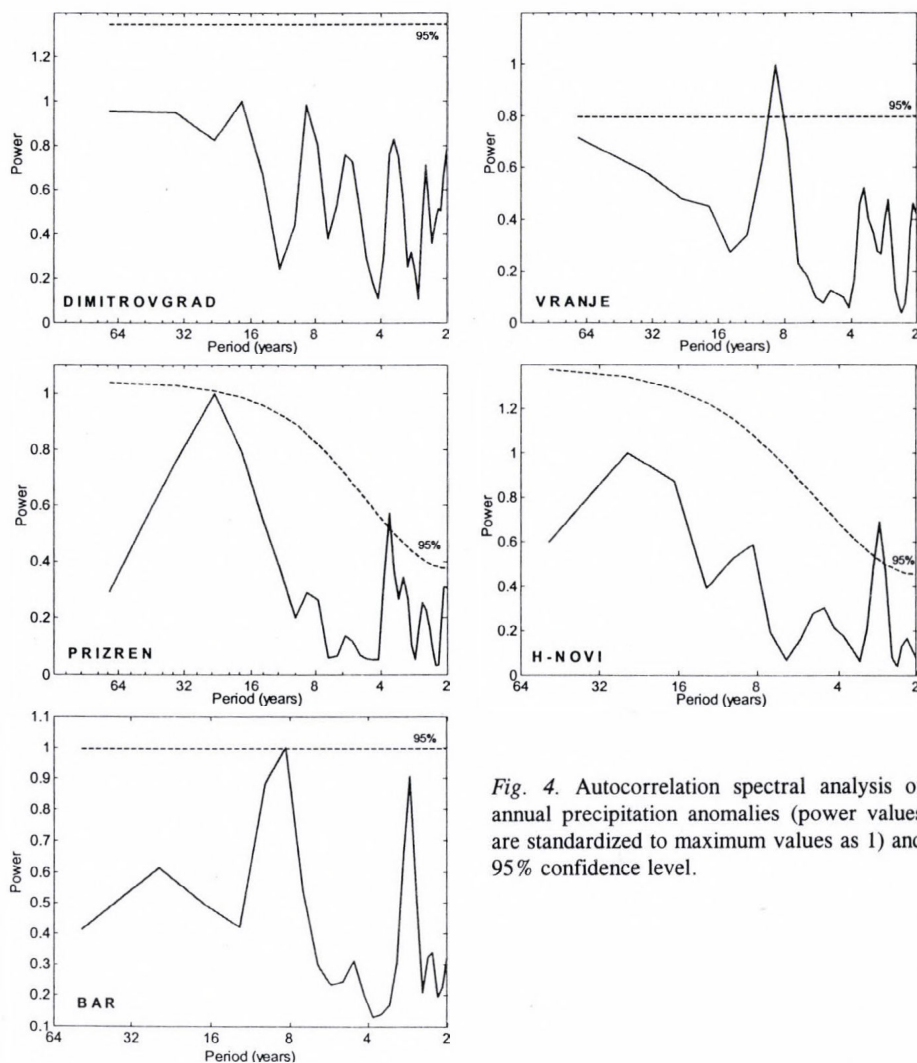 1.2
1
0.8
0.6
0.4
0.2
0
Power
95%
DIMITROVGRAD
64 32 16 8 4 2
Period (years)
1.2
1
0.8
0.6
0.4
0.2
0
Power
95%
VRANJE
64 32 16 8 4 2
Period (years)
1
0.8
0.6
0.4
0.2
0
Power
95%
PRIZREN
64 32 16 8 4 2
Period (years)
1.2
1
0.8
0.6
0.4
0.2
0
Power
95%
H-NOVI
64 32 16 8 4 2
Period (years)
1.1
1
0.9
0.8
0.7
0.6
0.5
0.4
0.3
0.2
0.1
Power
95%
BAR
64 32 16 8 4 2
Period (years)
Fig. 4. Autocorrelation spectral analysis o
annual precipitation anomalies (power values
are standardized to maximum values as 1) and
95% confidence level.